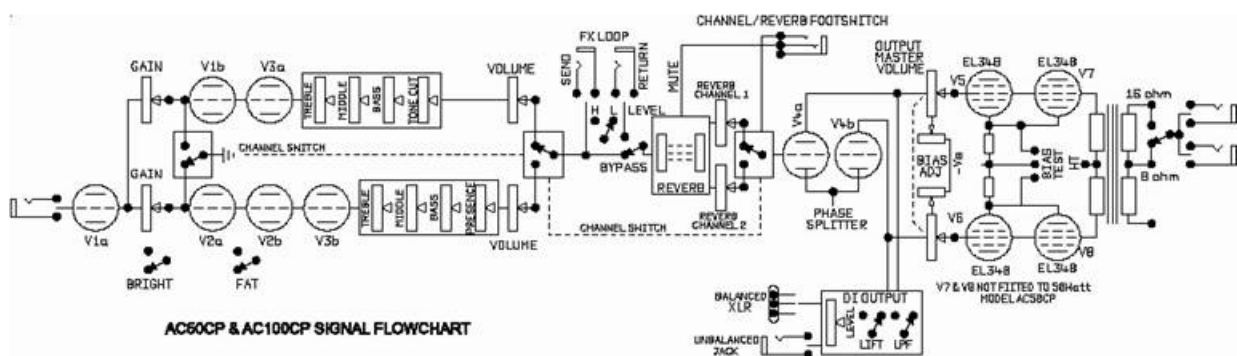 CHANNEL/REVERB FOOTSHITCH
FX LOOP
SEND
RETURN
MUTE
OUTPUT
MASTER
VOLUME
EL34B
EL34B
V5
V7
GAIN
V1b
V3a
TREBLE
MIDDLE
BASS
TONE CUT
VOLUME
H
L
LEVEL
BYPASS
REVERB
CHANNEL 1
REVERB
REVERB
CHANNEL 2
V4a
V4b
PHASE
SPLITTER
BIAS
ADJ
-Ve
BIAS
TEST
HT
16 ohm
8 ohm
CHANNEL SWITCH
GAIN
V1a
V2a
V2b
V3b
TREBLE
MIDDLE
BASS
PRESENCE
VOLUME
CHANNEL SWITCH
V6
V8
EL34B
EL34B
V7 & V8 NOT FIITED TO 50Hatt
MODEL AC50CP
BRIGHT
FAT
BALANCED
XLR
UNBALANCED
JACK
DI OUTPUT
LEVEL
LIFT
LPF
AC50CP & AC100CP SIGNAL FLOWCHART